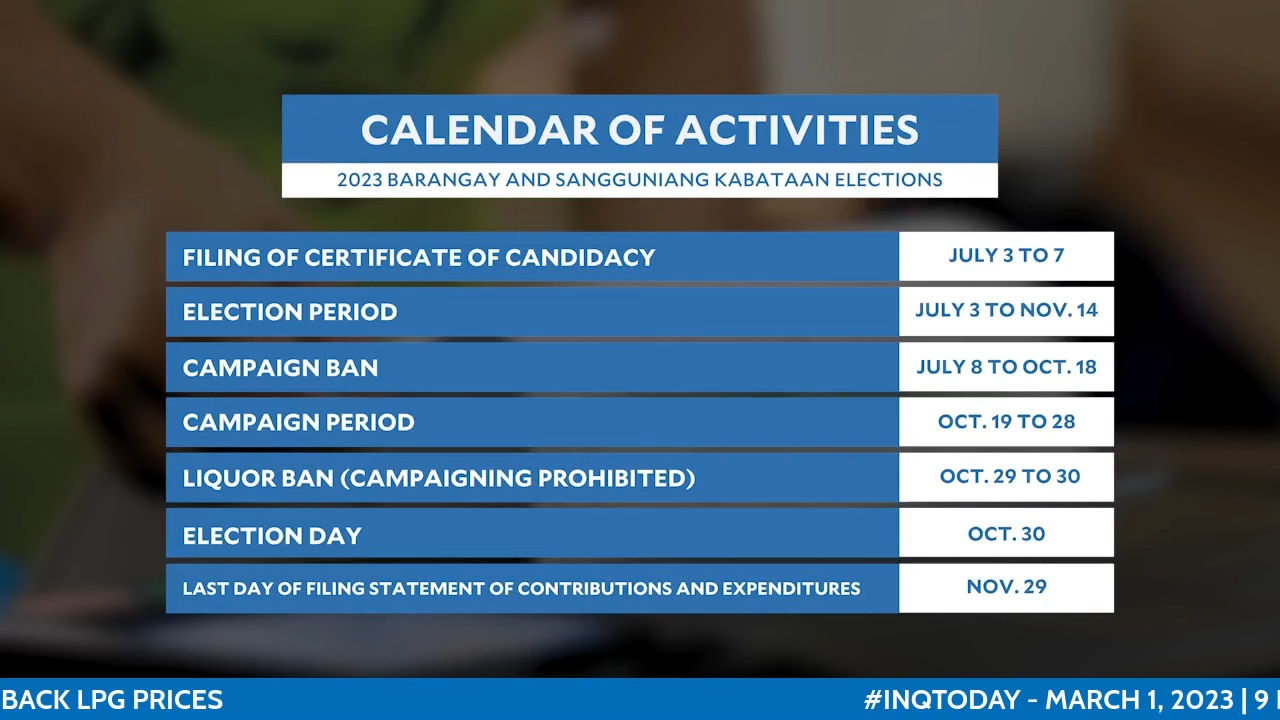 CALENDAR OF ACTIVITIES
2023 BARANGAY AND SANGGUNIANG KABATAAN ELECTIONS
FILING OF CERTIFICATE OF CANDIDACY JULY 3 TO 7
ELECTION PERIOD JULY 3 TO NOV. 14
CAMPAIGN BAN JULY 8 TO OCT. 18
CAMPAIGN PERIOD OCT. 19 TO 28
LIQUOR BAN (CAMPAIGNING PROHIBITED) OCT. 29 TO 30
ELECTION DAY OCT. 30
LAST DAY OF FILING STATEMENT OF CONTRIBUTIONS AND EXPENDITURES NOV. 29
BACK LPG PRICES #INQTODAY - MARCH 1, 2023 | 9